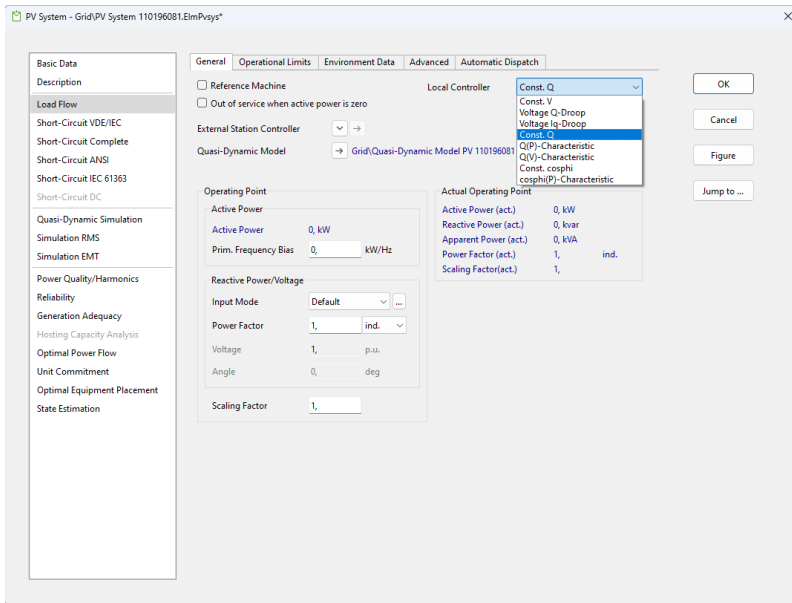 PV System - Grid\PV System 110196081.ElmPvsys*
Basic Data
Description
Load Flow
Short-Circuit VDE/IEC
Short-Circuit Complete
Short-Circuit ANSI
Short-Circuit IEC 61363
Short-Circuit DC
Quasi-Dynamic Simulation
Simulation RMS
Simulation EMT
Power Quality/Harmonics
Reliability
Generation Adequacy
Hosting Capacity Analysis
Optimal Power Flow
Unit Commitment
Optimal Equipment Placement
State Estimation
General Operational Limits Environment Data Advanced Automatic Dispatch
Reference Machine
Out of service when active power is zero
External Station Controller
Quasi-Dynamic Model Grid\Quasi-Dynamic Model PV 110196081
Local Controller Const. Q
Const. V
Voltage Q-Droop
Voltage Iq-Droop
Const. Q
Q(P)-Characteristic
Q(V)-Characteristic
Const. cosphi
cosphi(P)-Characteristic
Operating Point
Active Power
Active Power 0, kW
Prim. Frequency Bias 0, kW/Hz
Reactive Power/Voltage
Input Mode Default ...
Power Factor 1, ind.
Voltage 1, p.u.
Angle 0, deg
Scaling Factor 1,
Actual Operating Point
Active Power (act.) 0, kW
Reactive Power (act.) 0, kvar
Apparent Power (act.) 0, kVA
Power Factor (act.) 1, ind.
Scaling Factor(act.) 1,
OK
Cancel
Figure
Jump to ...